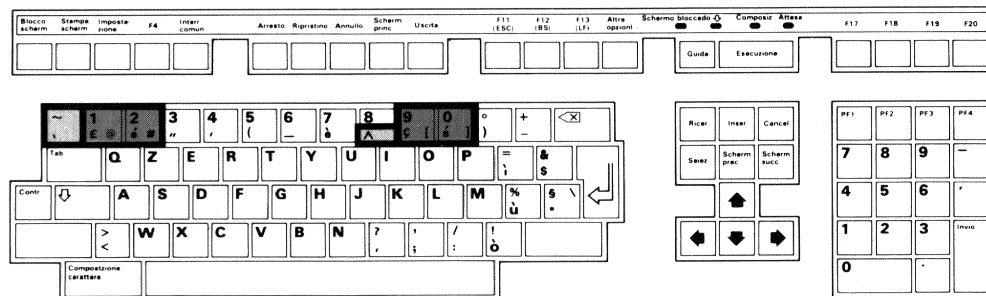 Blocco scherm Stampa scherm Imposta- zione F4 Interr comun Arresto Ripristino Annullo Scherm princ Uscita F11 (ESC) F12 (BS) F13 (LF) Altre opzioni Schermo bloccado Composiz Attesa F17 F18 F19 F20
Guida Esecuzione
~ 1 2 3 4 5 6 7 8 9 0 ° +
` £ @ é # " ' ( _ è ^ ç [ à ] ) -
Ricer Inser Cancel PF1 PF2 PF3 PF4
Tab Q Z E R T Y U I O P = ì & $
Selez Scherm prec Scherm succ 7 8 9 –
Contr A S D F G H J K L M % ù § \ *
4 5 6 ,
> < W X C V B N ? , . ; / : ! ò
1 2 3 Invio
Composizione carattere
0 .